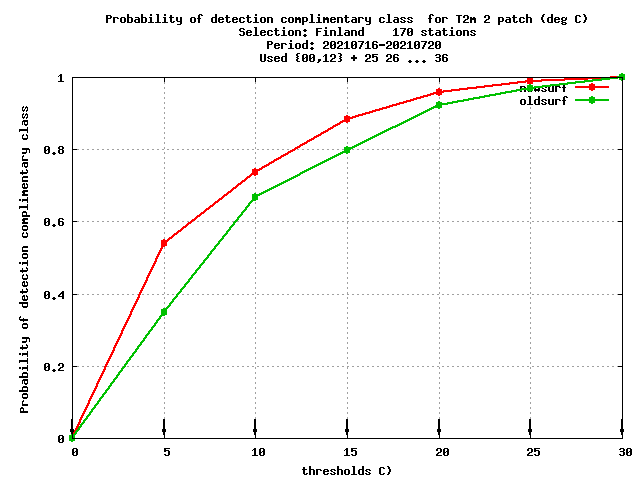 Probability of detection complimentary class  for T2m 2 patch (deg C)
Selection: Finland    170 stations
Period: 20210716-20210720
Used {00,12} + 25 26 ... 36
newsurf
oldsurf
Probability of detection complimentary class
1
0.8
0.6
0.4
0.2
0
0 5 10 15 20 25 30
thresholds C)